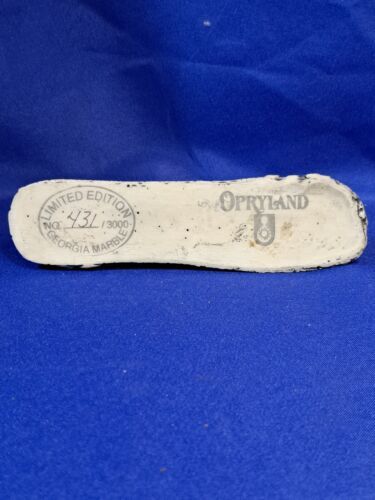 LIMITED EDITION
NO. 431/3000
GEORGIA MARBLE
OPRYLAND